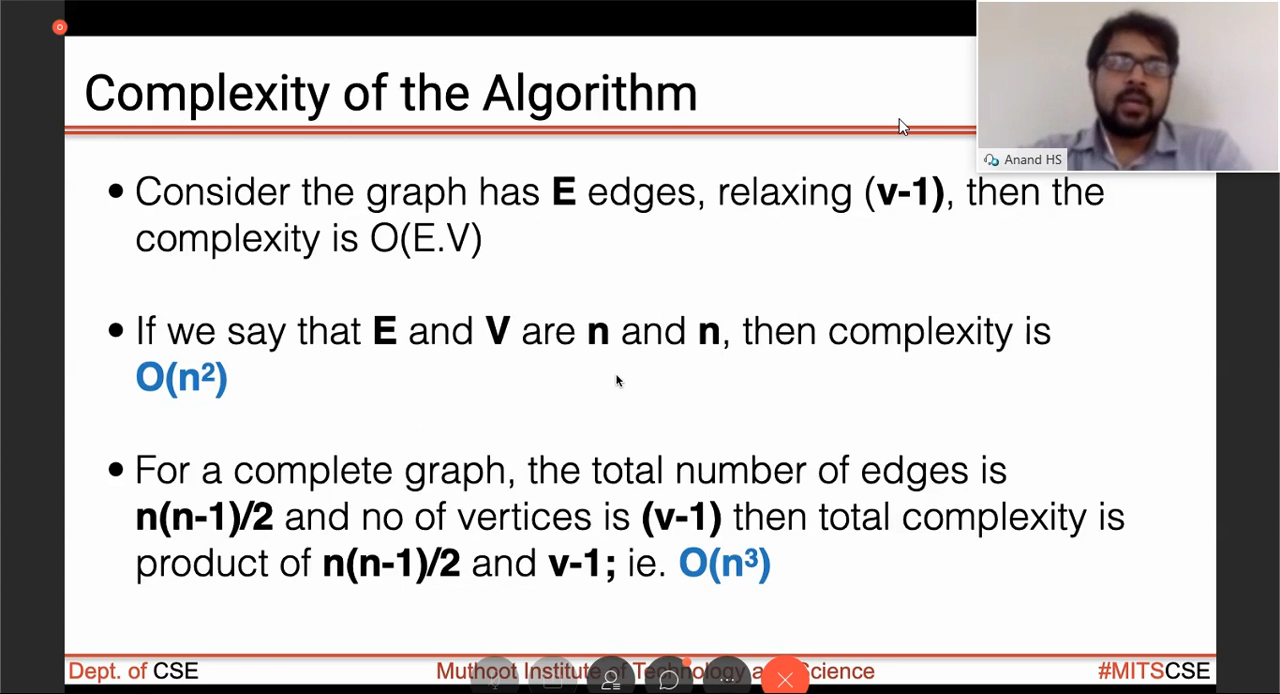 Complexity of the Algorithm
Anand HS
• Consider the graph has E edges, relaxing (v-1), then the
complexity is O(E.V)
• If we say that E and V are n and n, then complexity is
O(n²)
• For a complete graph, the total number of edges is
n(n-1)/2 and no of vertices is (v-1) then total complexity is
product of n(n-1)/2 and v-1; ie. O(n³)
Dept. of CSE
Muthoot Institute of Technology and Science
#MITSCSE